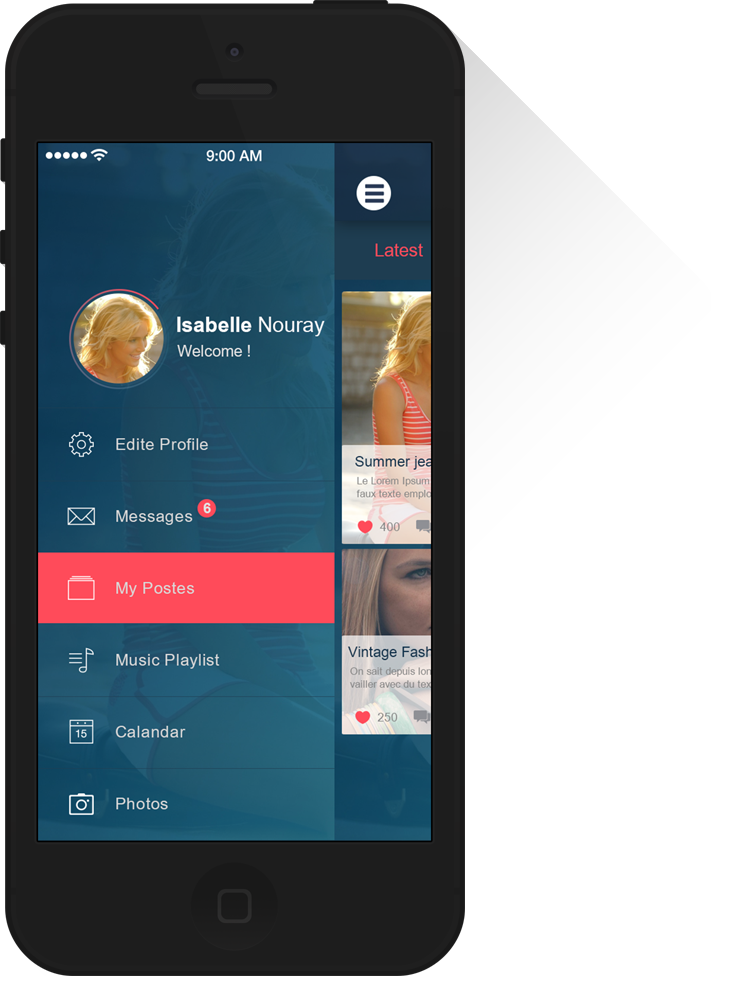 9:00 AM
Latest
Isabelle Nouray
Welcome !
Edite Profile
Messages 6
My Postes
Music Playlist
15 Calandar
Photos
Summer jea
Le Lorem Ipsum
faux texte emplo
400
Vintage Fash
On sait depuis lon
vailler avec du tex
250